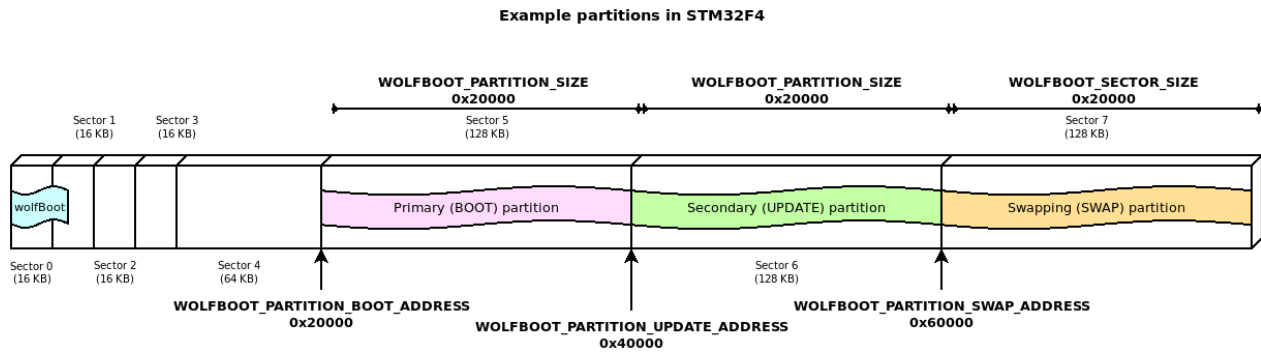 Example partitions in STM32F4
WOLFBOOT_PARTITION_SIZE
0x20000
WOLFBOOT_PARTITION_SIZE
0x20000
WOLFBOOT_SECTOR_SIZE
0x20000
Sector 1
(16 KB)
Sector 3
(16 KB)
Sector 5
(128 KB)
Sector 7
(128 KB)
wolfBoot
Primary (BOOT) partition
Secondary (UPDATE) partition
Swapping (SWAP) partition
Sector 0
(16 KB)
Sector 2
(16 KB)
Sector 4
(64 KB)
Sector 6
(128 KB)
WOLFBOOT_PARTITION_BOOT_ADDRESS
0x20000
WOLFBOOT_PARTITION_UPDATE_ADDRESS
0x40000
WOLFBOOT_PARTITION_SWAP_ADDRESS
0x60000